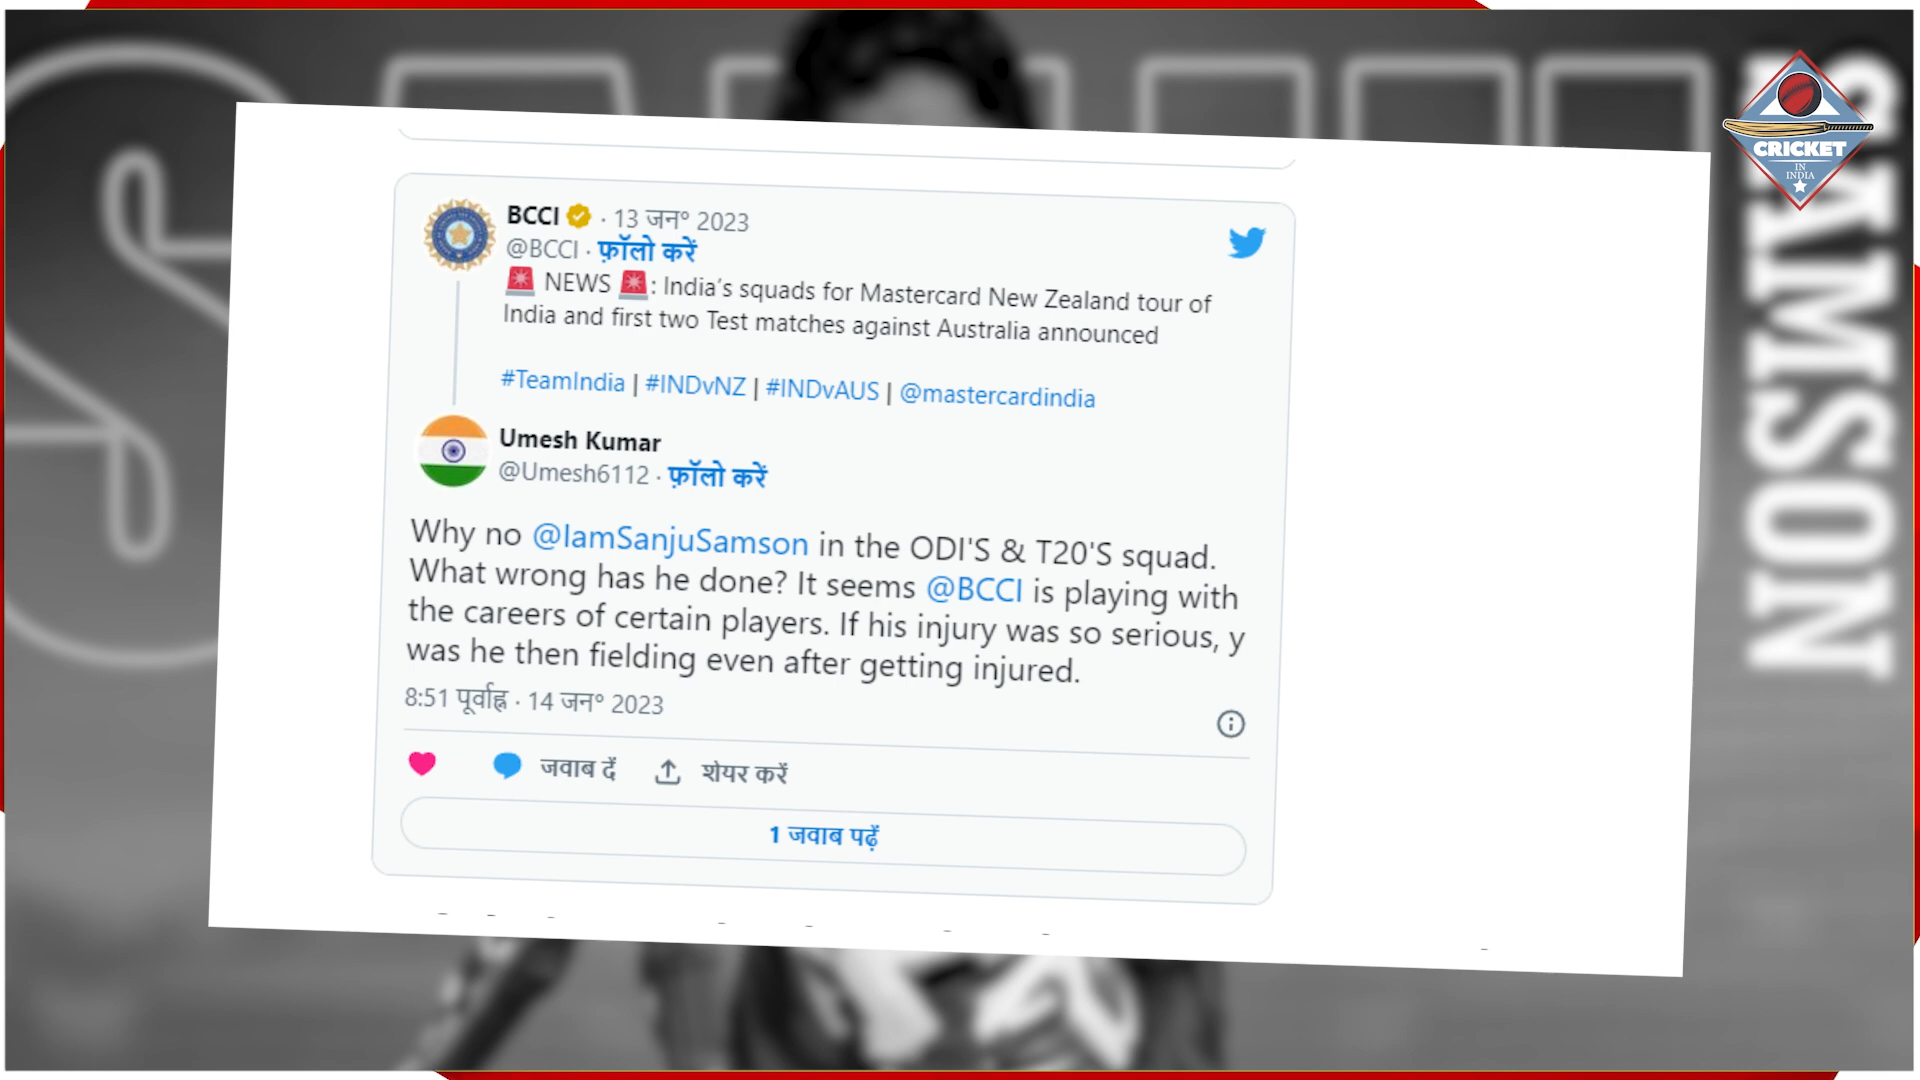 SAMSON
CRICKET
IN
INDIA
BCCI · 13 जन॰ 2023
@BCCI · फ़ॉलो करें
🚨 NEWS 🚨: India’s squads for Mastercard New Zealand tour of
India and first two Test matches against Australia announced
#TeamIndia | #INDvNZ | #INDvAUS | @mastercardindia
Umesh Kumar
@Umesh6112 · फ़ॉलो करें
Why no @IamSanjuSamson in the ODI'S & T20'S squad.
What wrong has he done? It seems @BCCI is playing with
the careers of certain players. If his injury was so serious, y
was he then fielding even after getting injured.
8:51 पूर्वाह्न · 14 जन॰ 2023
जवाब दें
शेयर करें
1 जवाब पढ़ें